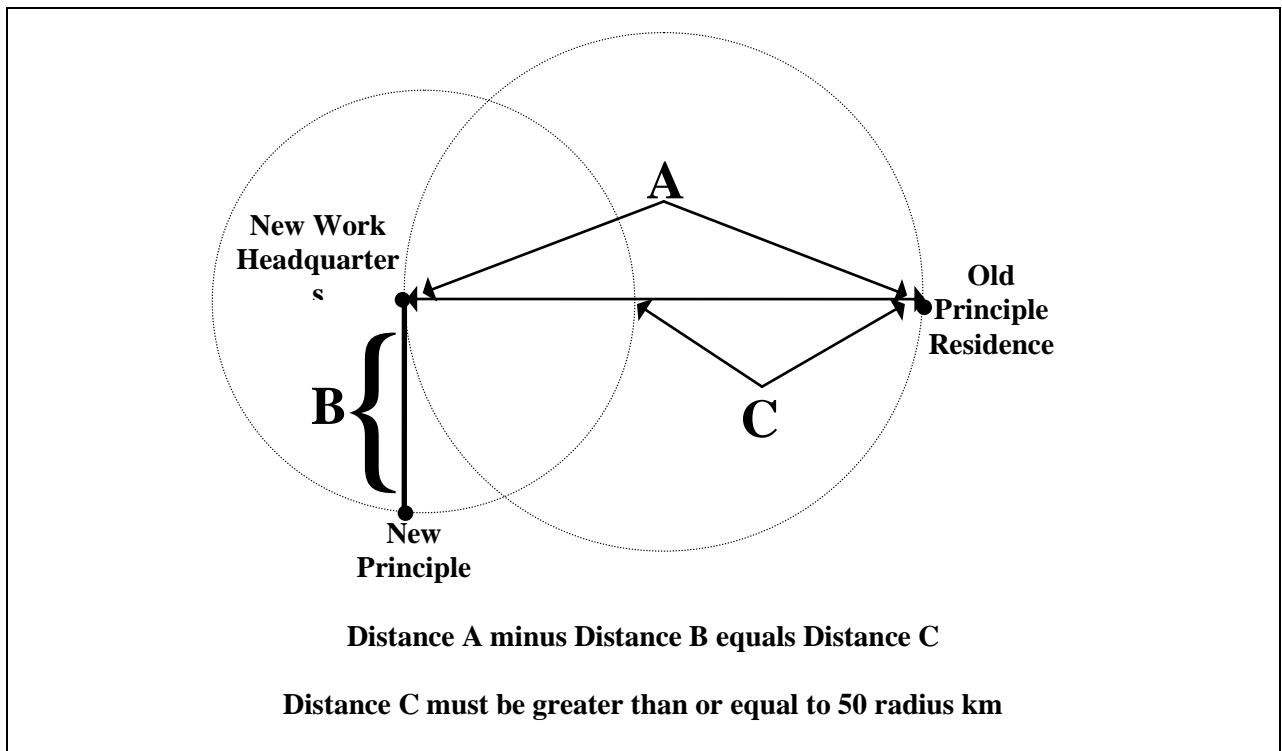 A
New Work
Headquarter
s
Old
Principle
Residence
B
{
C
New
Principle
Distance A minus Distance B equals Distance C
Distance C must be greater than or equal to 50 radius km